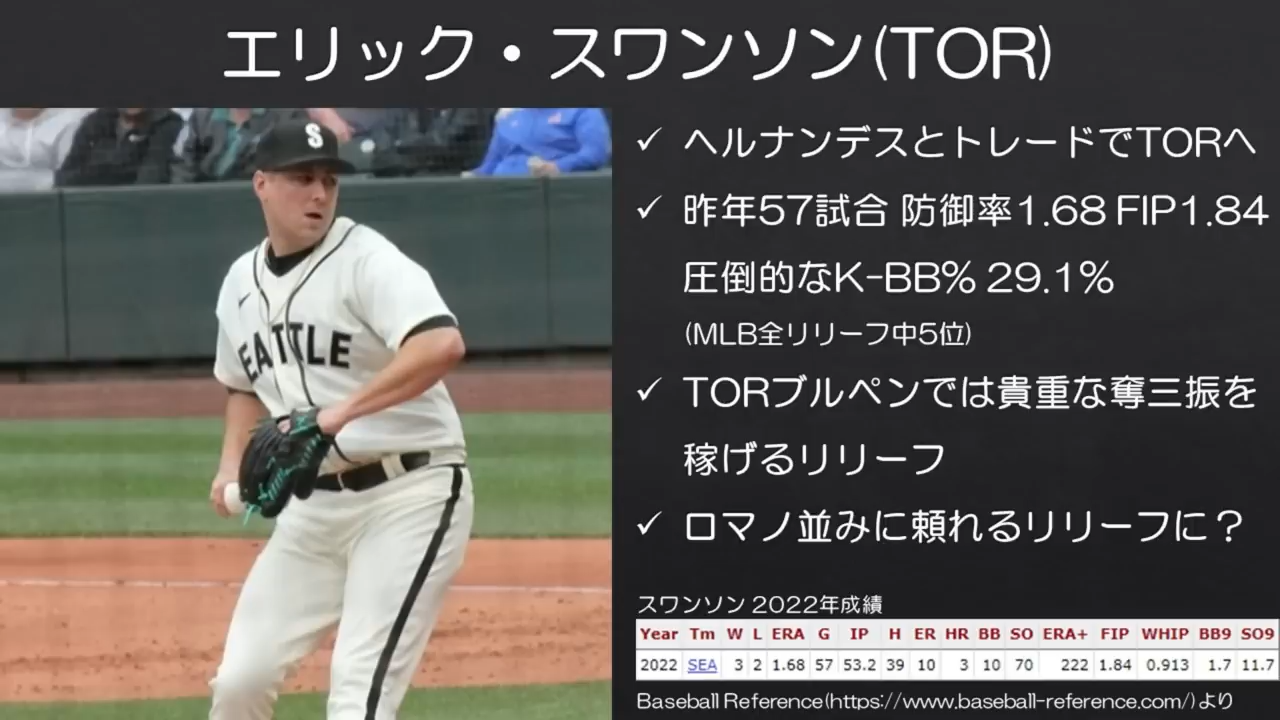 エリック・スワンソン(TOR)
S
SEATTLE
✓ ヘルナンデスとトレードでTORへ
✓ 昨年57試合 防御率1.68 FIP1.84
圧倒的なK-BB% 29.1%
(MLB全リリーフ中5位)
✓ TORブルペンでは貴重な奪三振を
稼げるリリーフ
✓ ロマノ並みに頼れるリリーフに？
スワンソン 2022年成績
Year Tm W L ERA G IP H ER HR BB SO ERA+ FIP WHIP BB9 SO9
2022 SEA 3 2 1.68 57 53.2 39 10 3 10 70 222 1.84 0.913 1.7 11.7
Baseball Reference(https://www.baseball-reference.com/)より